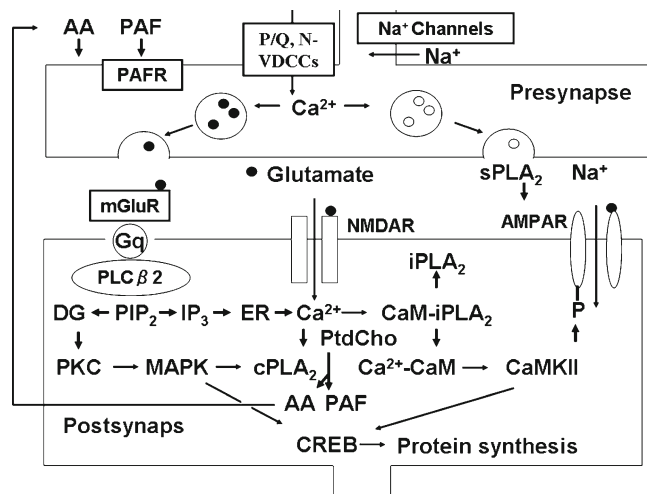 AA PAF
PAFR
P/Q, N-
VDCCs
Na⁺ Channels
Na⁺
Presynapse
Ca²⁺
sPLA₂
Na⁺
Glutamate
mGluR
Gq
PLCβ2
NMDAR
AMPAR
iPLA₂
DG PIP₂ IP₃ ER Ca²⁺ CaM-iPLA₂ P
PtdCho
PKC MAPK cPLA₂ Ca²⁺-CaM CaMKII
AA PAF
Postsynaps
CREB Protein synthesis